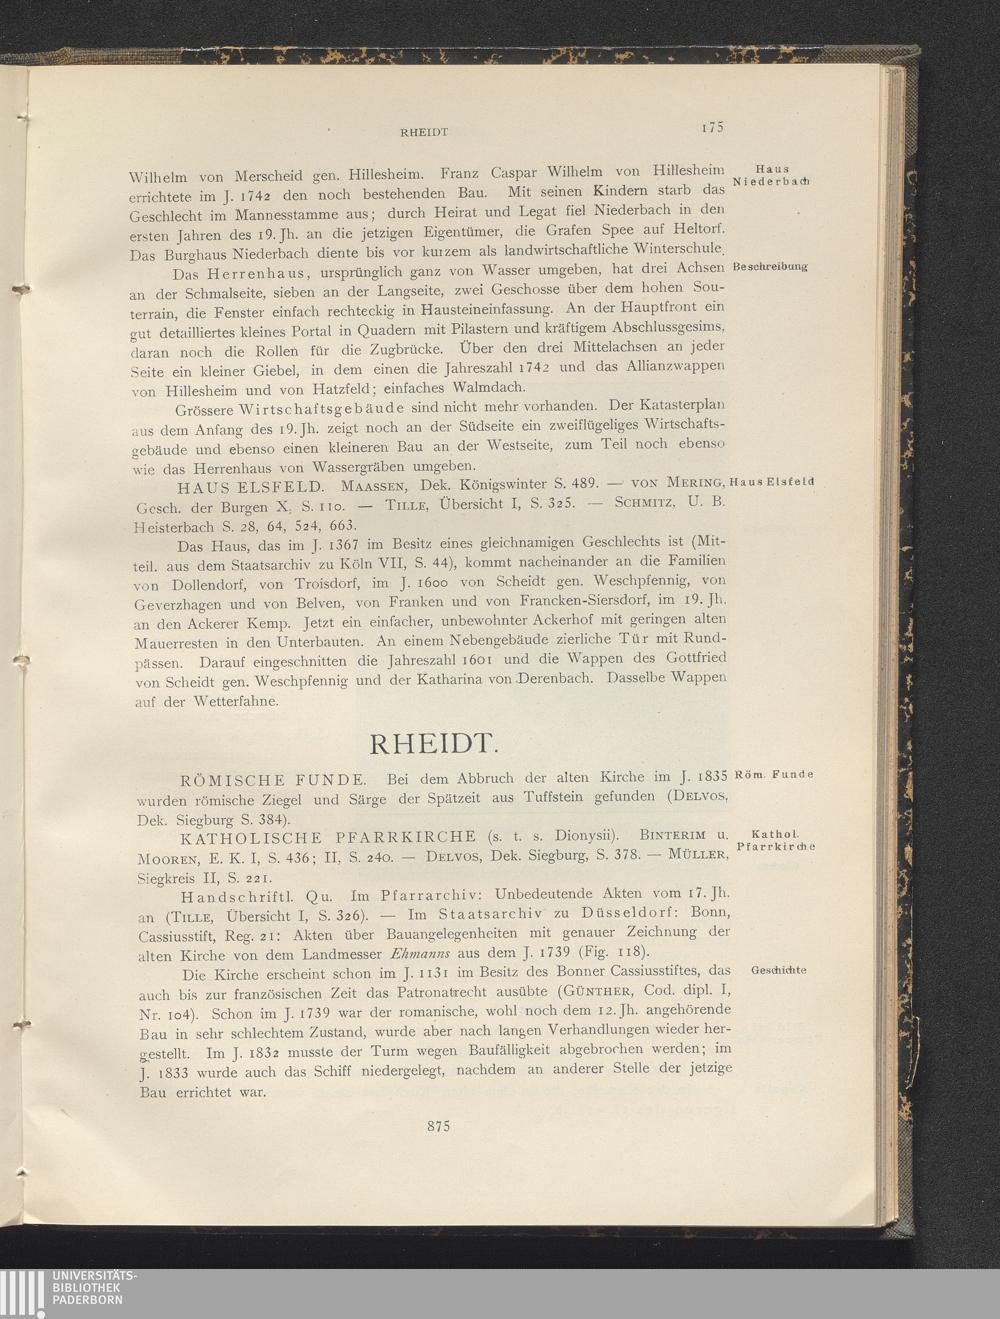 RHEIDT 175
Wilhelm von Merscheid gen. Hillesheim. Franz Caspar Wilhelm von Hillesheim
Haus
Niederbach
errichtete im J. 1742 den noch bestehenden Bau. Mit seinen Kindern starb das
Geschlecht im Mannesstamme aus; durch Heirat und Legat fiel Niederbach in den
ersten Jahren des 19. Jh. an die jetzigen Eigentümer, die Grafen Spee auf Heltorf.
Das Burghaus Niederbach diente bis vor kurzem als landwirtschaftliche Winterschule.
Das Herrenhaus, ursprünglich ganz von Wasser umgeben, hat drei Achsen
Beschreibung
an der Schmalseite, sieben an der Langseite, zwei Geschosse über dem hohen Sou-
terrain, die Fenster einfach rechteckig in Hausteineinfassung. An der Hauptfront ein
gut detailliertes kleines Portal in Quadern mit Pilastern und kräftigem Abschlussgesims,
daran noch die Rollen für die Zugbrücke. Über den drei Mittelachsen an jeder
Seite ein kleiner Giebel, in dem einen die Jahreszahl 1742 und das Allianzwappen
von Hillesheim und von Hatzfeld; einfaches Walmdach.
Grössere Wirtschaftsgebäude sind nicht mehr vorhanden. Der Katasterplan
aus dem Anfang des 19. Jh. zeigt noch an der Südseite ein zweiflügeliges Wirtschafts-
gebäude und ebenso einen kleineren Bau an der Westseite, zum Teil noch ebenso
wie das Herrenhaus von Wassergräben umgeben.
HAUS ELSFELD. MAASSEN, Dek. Königswinter S. 489. — VON MERING,
Haus Elsfeld
Gesch. der Burgen X, S. 110. — TILLE, Übersicht I, S. 325. — SCHMITZ, U. B.
Heisterbach S. 28, 64, 524, 663.
Das Haus, das im J. 1367 im Besitz eines gleichnamigen Geschlechts ist (Mit-
teil. aus dem Staatsarchiv zu Köln VII, S. 44), kommt nacheinander an die Familien
von Dollendorf, von Troisdorf, im J. 1600 von Scheidt gen. Weschpfennig, von
Geverzhagen und von Belven, von Franken und von Francken-Siersdorf, im 19. Jh.
an den Ackerer Kemp. Jetzt ein einfacher, unbewohnter Ackerhof mit geringen alten
Mauerresten in den Unterbauten. An einem Nebengebäude zierliche Tür mit Rund-
pässen. Darauf eingeschnitten die Jahreszahl 1601 und die Wappen des Gottfried
von Scheidt gen. Weschpfennig und der Katharina von Derenbach. Dasselbe Wappen
auf der Wetterfahne.
RHEIDT.
RÖMISCHE FUNDE. Bei dem Abbruch der alten Kirche im J. 1835
Röm. Funde
wurden römische Ziegel und Särge der Spätzeit aus Tuffstein gefunden (DELVOS,
Dek. Siegburg S. 384).
KATHOLISCHE PFARRKIRCHE (s. t. s. Dionysii). BINTERIM u.
Kathol.
Pfarrkirche
MOOREN, E. K. I, S. 436; II, S. 240. — DELVOS, Dek. Siegburg, S. 378. — MÜLLER,
Siegkreis II, S. 221.
Handschriftl. Qu. Im Pfarrarchiv: Unbedeutende Akten vom 17. Jh.
an (TILLE, Übersicht I, S. 326). — Im Staatsarchiv zu Düsseldorf: Bonn,
Cassiusstift, Reg. 21: Akten über Bauangelegenheiten mit genauer Zeichnung der
alten Kirche von dem Landmesser Ehmanns aus dem J. 1739 (Fig. 118).
Die Kirche erscheint schon im J. 1131 im Besitz des Bonner Cassiusstiftes, das
Geschichte
auch bis zur französischen Zeit das Patronatrecht ausübte (GÜNTHER, Cod. dipl. I,
Nr. 104). Schon im J. 1739 war der romanische, wohl noch dem 12. Jh. angehörende
Bau in sehr schlechtem Zustand, wurde aber nach langen Verhandlungen wieder her-
gestellt. Im J. 1832 musste der Turm wegen Baufälligkeit abgebrochen werden; im
J. 1833 wurde auch das Schiff niedergelegt, nachdem an anderer Stelle der jetzige
Bau errichtet war.
875
UNIVERSITÄTS-
BIBLIOTHEK
PADERBORN